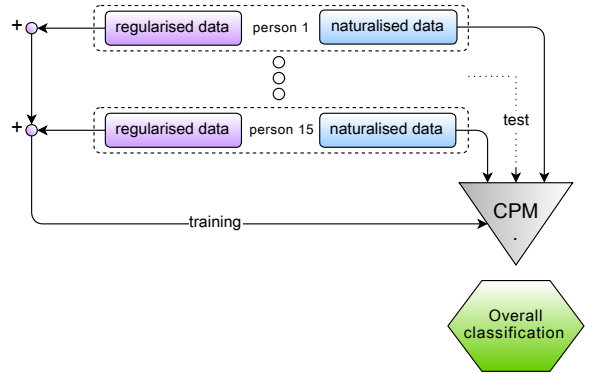 + regularised data person 1 naturalised data
+ regularised data person 15 naturalised data
test
training
CPM
.
Overall
classification